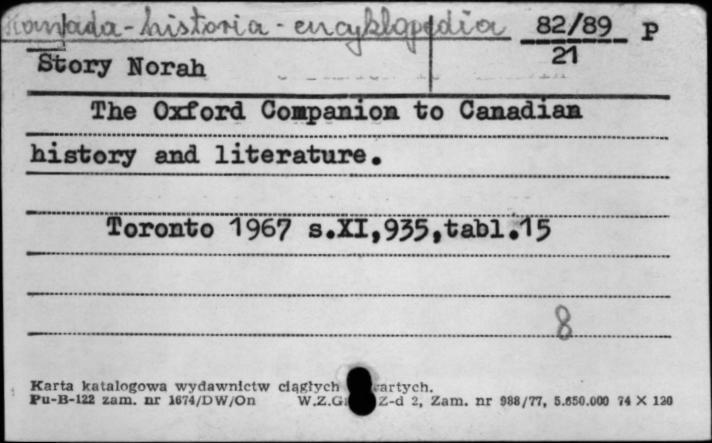 Kanada - historia - encyklopedia 82/89 P
21
Story Norah
The Oxford Companion to Canadian
history and literature.
Toronto 1967 s.XI,935,tabl.15
8
Karta katalogowa wydawnictw ciągłych artych.
Pu-B-122 zam. nr 1674/DW/On W.Z.G. Z-d 2, Zam. nr 988/77, 5.650.000 74 X 120